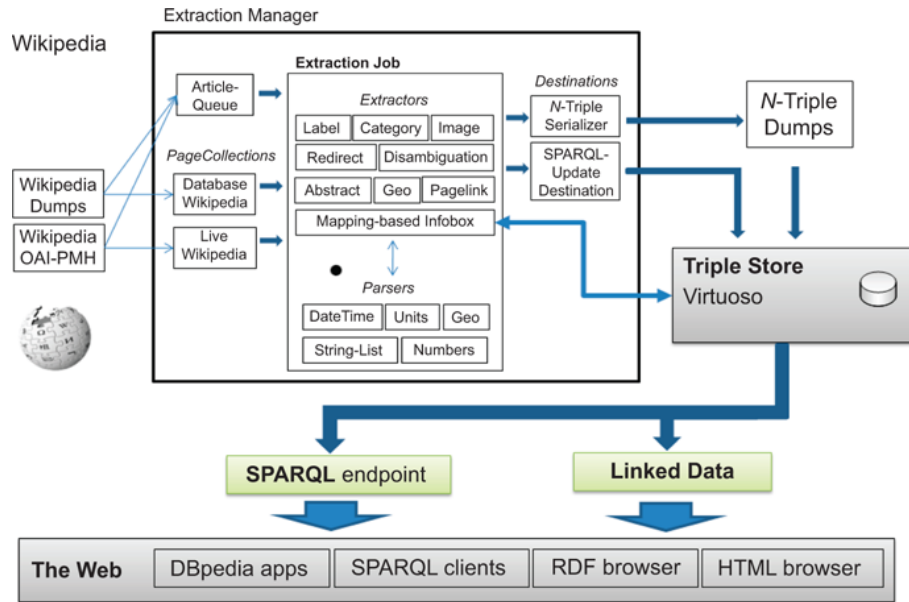 Extraction Manager
Wikipedia
Extraction Job
Article-
Queue
Extractors
Destinations
N-Triple
Serializer
N-Triple
Dumps
Label
Category
Image
Redirect
Disambiguation
SPARQL-
Update
Destination
PageCollections
Database
Wikipedia
Abstract
Geo
Pagelink
Wikipedia
Dumps
Mapping-based Infobox
Wikipedia
OAI-PMH
Live
Wikipedia
Triple Store
Virtuoso
Parsers
DateTime
Units
Geo
String-List
Numbers
SPARQL endpoint
Linked Data
The Web
DBpedia apps
SPARQL clients
RDF browser
HTML browser